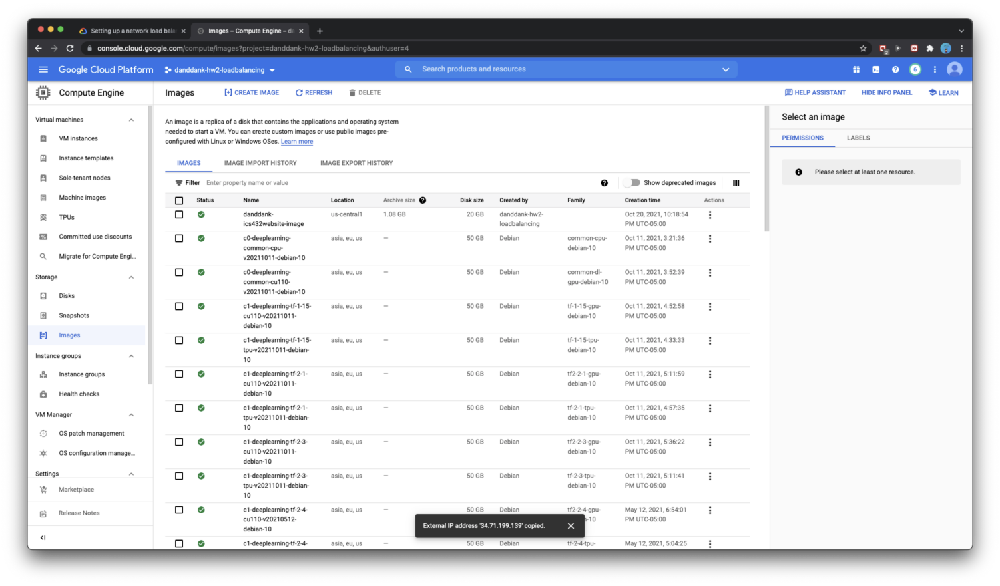 Setting up a network load bala
Images – Compute Engine – da
console.cloud.google.com/compute/images?project=danddank-hw2-loadbalancing&authuser=4
2
Google Cloud Platform
danddank-hw2-loadbalancing
Search products and resources
6
Compute Engine
Images
CREATE IMAGE
REFRESH
DELETE
HELP ASSISTANT
HIDE INFO PANEL
LEARN
Virtual machines
VM instances
Instance templates
Sole-tenant nodes
Machine images
TPUs
Committed use discounts
Migrate for Compute Engi...
Storage
Disks
Snapshots
Images
Instance groups
Instance groups
Health checks
VM Manager
OS patch management
OS configuration manage...
Settings
Marketplace
Release Notes
An image is a replica of a disk that contains the applications and operating system
needed to start a VM. You can create custom images or use public images pre-
configured with Linux or Windows OSes. Learn more
IMAGES
IMAGE IMPORT HISTORY
IMAGE EXPORT HISTORY
Filter Enter property name or value
Show deprecated images
Status Name Location Archive size Disk size Created by Family Creation time Actions
danddank- us-central1 1.08 GB 20 GB danddank-hw2- Oct 20, 2021, 10:18:54
ics432website-image loadbalancing PM UTC-05:00
c0-deeplearning- asia, eu, us — 50 GB Debian common-cpu- Oct 11, 2021, 3:21:36
common-cpu- debian-10 PM UTC-05:00
v20211011-debian-10
c0-deeplearning- asia, eu, us — 50 GB Debian common-dl- Oct 11, 2021, 3:52:39
common-cu110- gpu-debian-10 PM UTC-05:00
v20211011-debian-10
c1-deeplearning-tf-1-15- asia, eu, us — 50 GB Debian tf-1-15-gpu- Oct 11, 2021, 4:52:58
cu110-v20211011- debian-10 PM UTC-05:00
debian-10
c1-deeplearning-tf-1-15- asia, eu, us — 50 GB Debian tf-1-15-tpu- Oct 11, 2021, 4:33:33
tpu-v20211011-debian- debian-10 PM UTC-05:00
10
c1-deeplearning-tf-2-1- asia, eu, us — 50 GB Debian tf2-2-1-gpu- Oct 11, 2021, 5:11:59
cu110-v20211011- debian-10 PM UTC-05:00
debian-10
c1-deeplearning-tf-2-1- asia, eu, us — 50 GB Debian tf-2-1-tpu- Oct 11, 2021, 4:57:35
tpu-v20211011-debian- debian-10 PM UTC-05:00
10
c1-deeplearning-tf-2-3- asia, eu, us — 50 GB Debian tf2-2-3-gpu- Oct 11, 2021, 5:36:22
cu110-v20211011- debian-10 PM UTC-05:00
debian-10
c1-deeplearning-tf-2-3- asia, eu, us — 50 GB Debian tf-2-3-tpu- Oct 11, 2021, 5:11:41
tpu-v20211011-debian- debian-10 PM UTC-05:00
10
c1-deeplearning-tf-2-4- asia, eu, us — 50 GB Debian tf2-2-4-gpu- May 12, 2021, 6:54:01
cu110-v20210512- n-10 PM UTC-05:00
debian-10
c1-deeplearning-tf-2-4- asia, eu, us — 50 GB Debian tf-2-4-tpu- May 12, 2021, 5:04:25
External IP address '34.71.199.139' copied.
Select an image
PERMISSIONS
LABELS
Please select at least one resource.